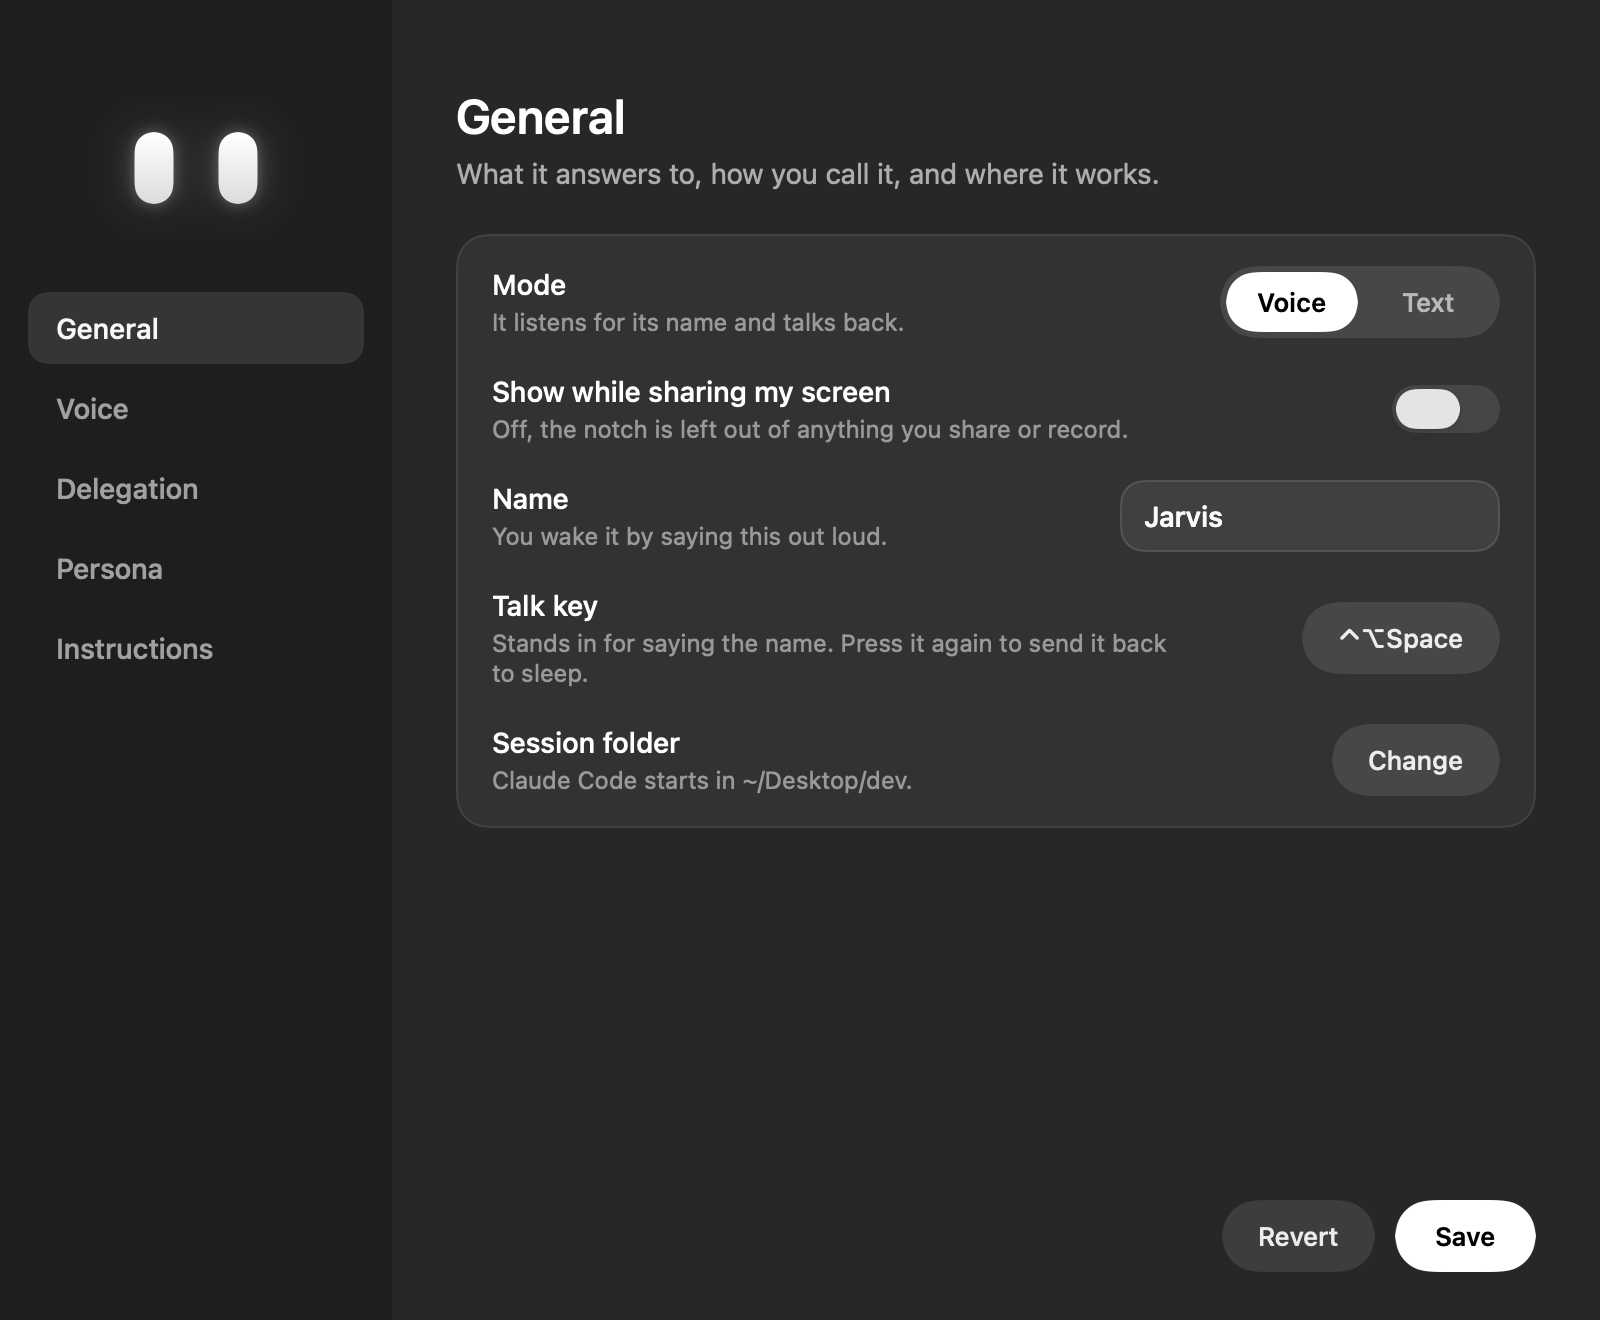 General
Voice
Delegation
Persona
Instructions
General
What it answers to, how you call it, and where it works.
Mode
It listens for its name and talks back.
Voice
Text
Show while sharing my screen
Off, the notch is left out of anything you share or record.
Name
You wake it by saying this out loud.
Jarvis
Talk key
Stands in for saying the name. Press it again to send it back
to sleep.
^⌥Space
Session folder
Claude Code starts in ~/Desktop/dev.
Change
Revert
Save